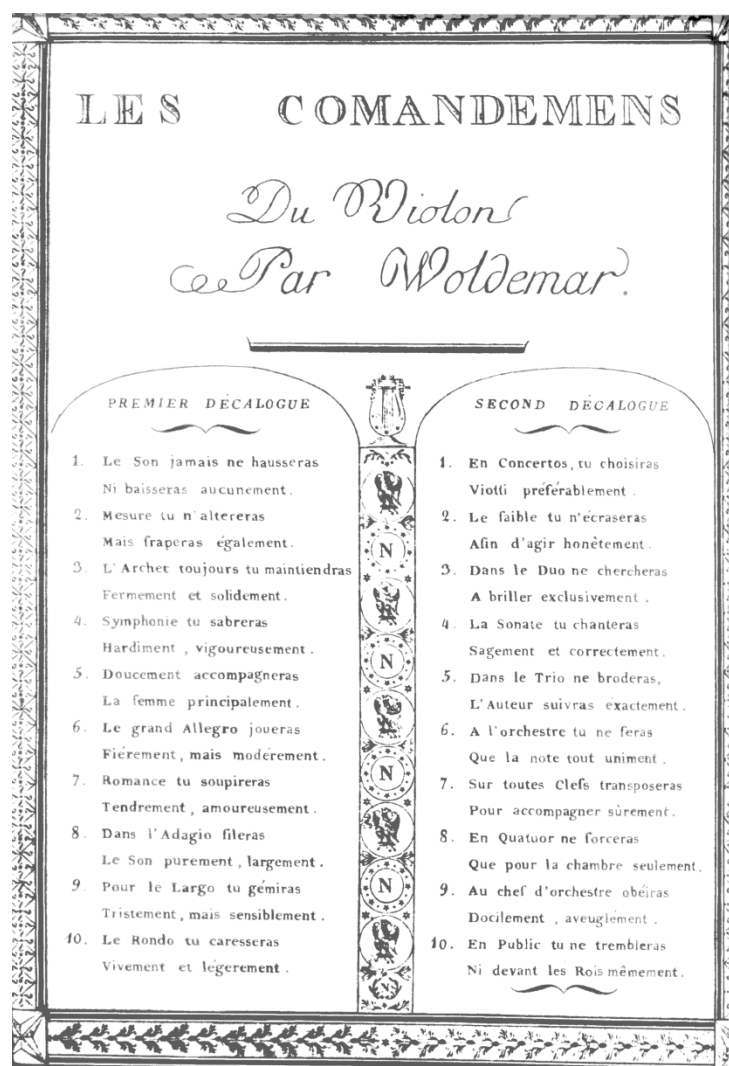 LES COMANDEMENS
Du Violon
Par Woldemar.
PREMIER DÉCALOGUE
1. Le Son jamais ne hausseras
Ni baisseras aucunement.
2. Mesure tu n'altereras
Mais fraperas également.
3. L'Archet toujours tu maintiendras
Fermement et solidement.
4. Symphonie tu sabreras
Hardiment, vigoureusement.
5. Doucement accompagneras
La femme principalement.
6. Le grand Allegro joueras
Fiérement, mais modérement.
7. Romance tu soupireras
Tendrement, amoureusement.
8. Dans l'Adagio fileras
Le Son purement, largement.
9. Pour le Largo tu gémiras
Tristement, mais sensiblement.
10. Le Rondo tu caresseras
Vivement et légerement.
N
N
N
N
N
SECOND DÉCALOGUE
1. En Concertos, tu choisiras
Viotti préférablement.
2. Le faible tu n'écraseras
Afin d'agir honêtement.
3. Dans le Duo ne chercheras
A briller exclusivement.
4. La Sonate tu chanteras
Sagement et correctement.
5. Dans le Trio ne broderas,
L'Auteur suivras éxactement.
6. A l'orchestre tu ne feras
Que la note tout uniment.
7. Sur toutes Clefs transposeras
Pour accompagner sûrement.
8. En Quatuor ne forceras
Que pour la chambre seulement.
9. Au chef d'orchestre obéiras
Docilement, aveuglément.
10. En Public tu ne trembleras
Ni devant les Rois mêmement.